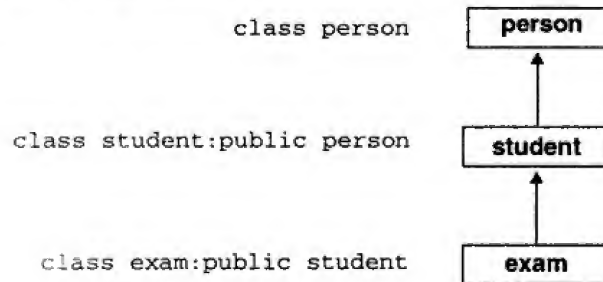 class person person
class student:public person student
class exam:public student exam